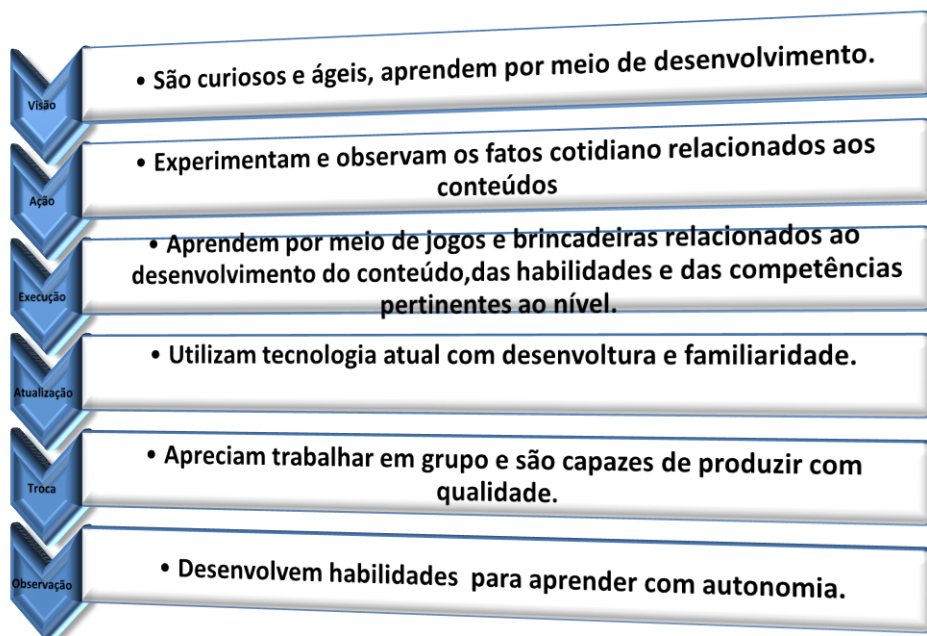 Visão
• São curiosos e ágeis, aprendem por meio de desenvolvimento.
Ação
• Experimentam e observam os fatos cotidiano relacionados aos
conteúdos
Execução
• Aprendem por meio de jogos e brincadeiras relacionados ao
desenvolvimento do conteúdo,das habilidades e das competências
pertinentes ao nível.
Atualização
• Utilizam tecnologia atual com desenvoltura e familiaridade.
Troca
• Apreciam trabalhar em grupo e são capazes de produzir com
qualidade.
Observação
• Desenvolvem habilidades  para aprender com autonomia.